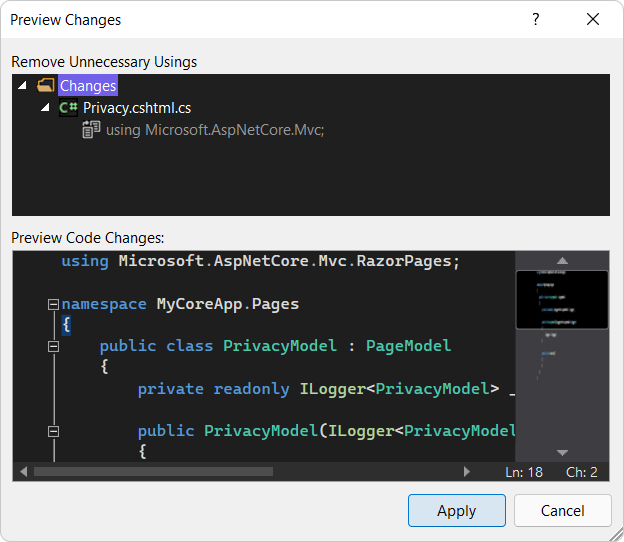 Preview Changes
?
Remove Unnecessary Usings
Changes
C# Privacy.cshtml.cs
using Microsoft.AspNetCore.Mvc;
Preview Code Changes:
using Microsoft.AspNetCore.Mvc.RazorPages;
namespace MyCoreApp.Pages
{
public class PrivacyModel : PageModel
{
private readonly ILogger<PrivacyModel> _
public PrivacyModel(ILogger<PrivacyModel
{
Ln: 18 Ch: 2
Apply Cancel